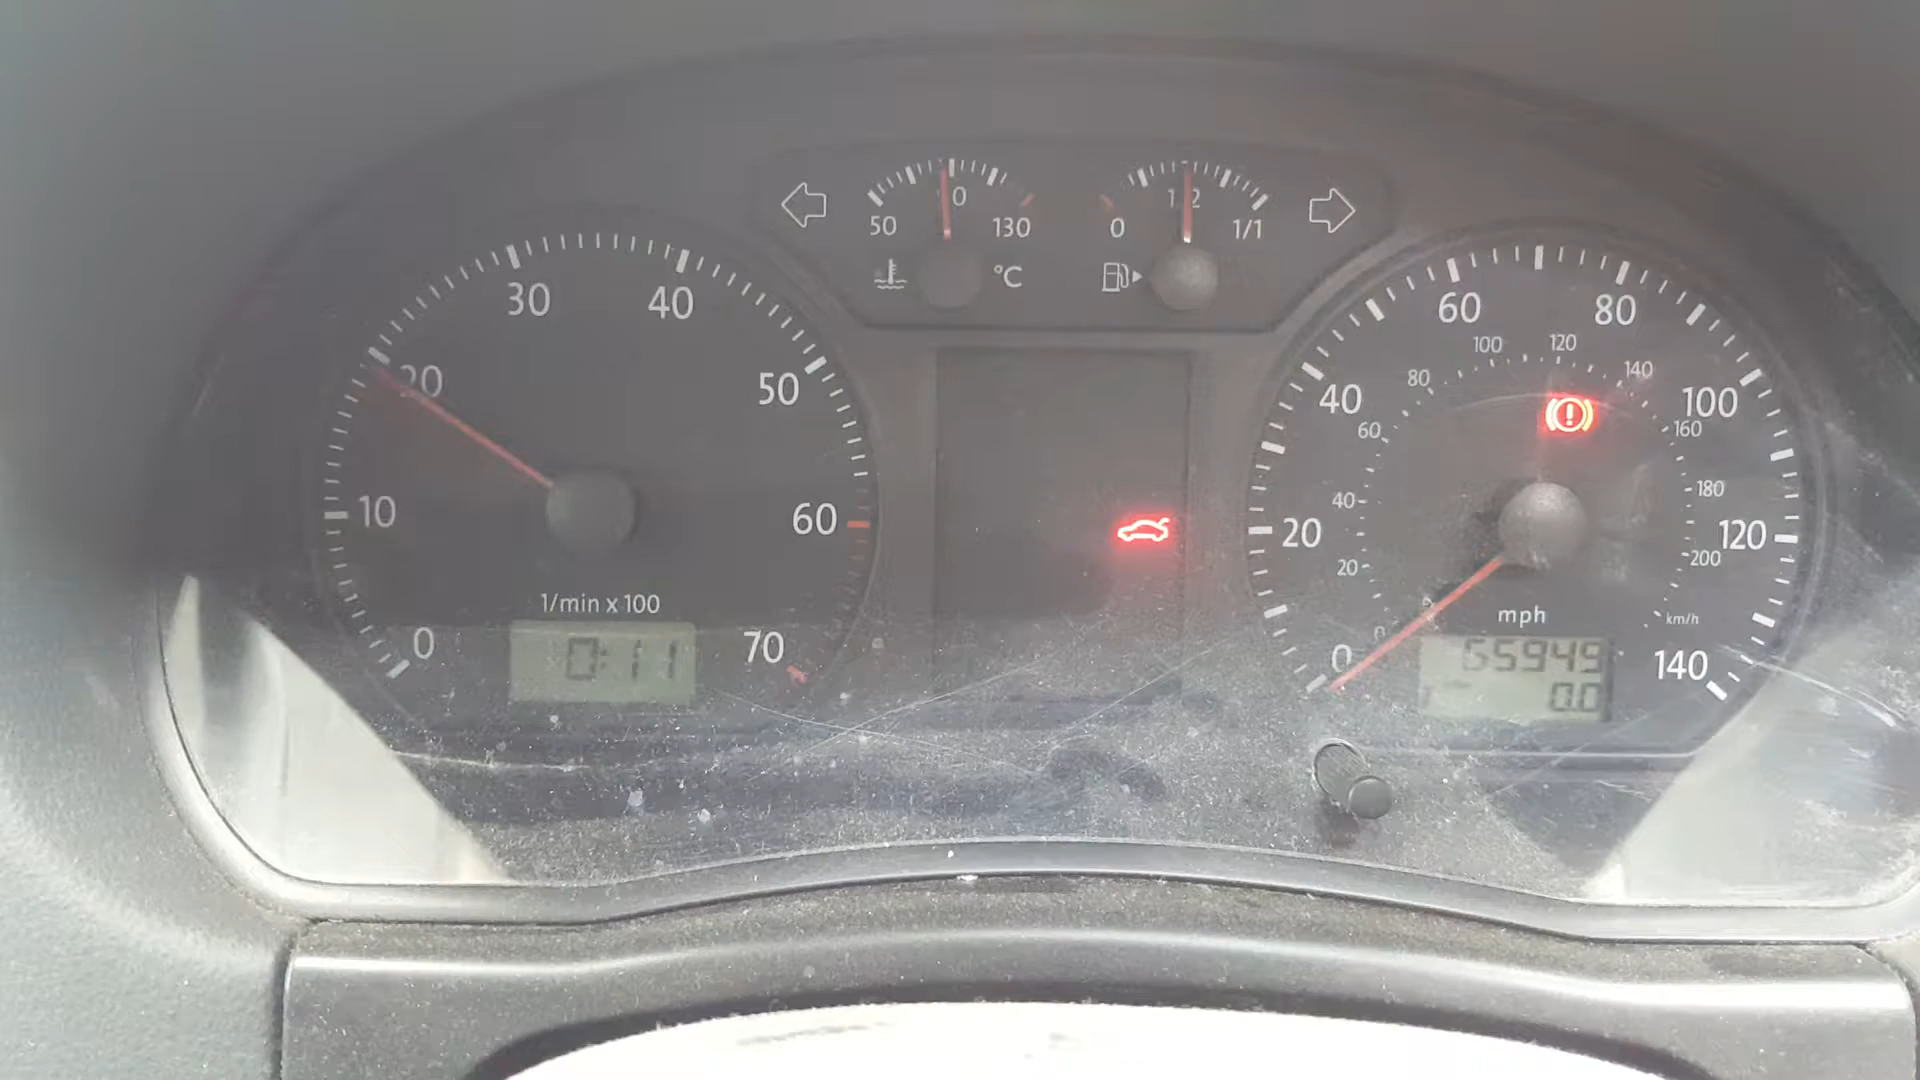 50 0 130
0 1 2 1/1
°C
0 10 20 30 40 50 60 70
1/min x 100
0:11
0 20 40 60 80 100 120 140
20 40 60 80 100 120 140 160 180 200
mph
km/h
0.0